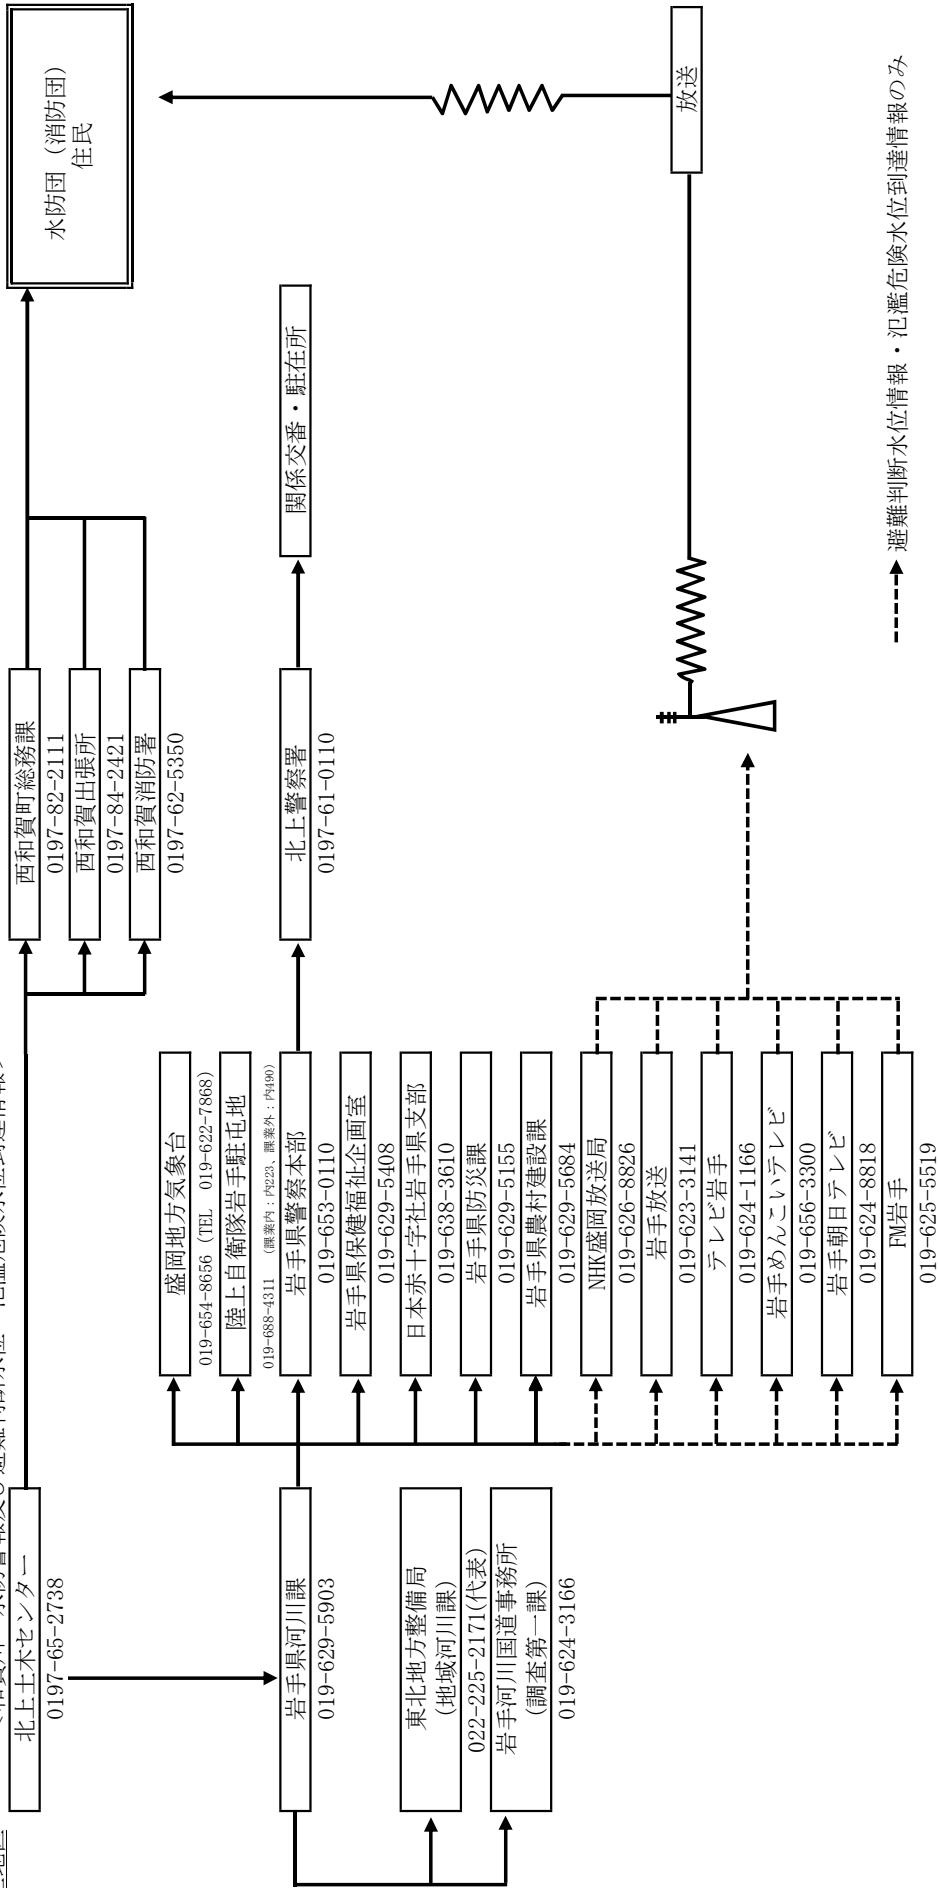 北上土木センター
0197-65-2738
岩手県河川課
019-629-5903
東北地方整備局
(地域河川課)
022-225-2171(代表)
岩手河川国道事務所
(調査第一課)
019-624-3166
西和賀町総務課
0197-82-2111
西和賀出張所
0197-84-2421
西和賀消防署
0197-62-5350
水防団（消防団）
住民
盛岡地方気象台
019-654-8656（TEL 019-622-7868）
陸上自衛隊岩手駐屯地
019-688-4311 （課業内：内223、課業外：内490）
岩手県警察本部
019-653-0110
岩手県保健福祉企画室
019-629-5408
日本赤十字社岩手県支部
019-638-3610
岩手県防災課
019-629-5155
岩手県農村建設課
019-629-5684
NHK盛岡放送局
019-626-8826
岩手放送
019-623-3141
テレビ岩手
019-624-1166
岩手めんこいテレビ
019-656-3300
岩手朝日テレビ
019-624-8818
FM岩手
019-625-5519
北上警察署
0197-61-0110
関係交番・駐在所
放送
避難判断水位情報・氾濫危険水位到達情報のみ